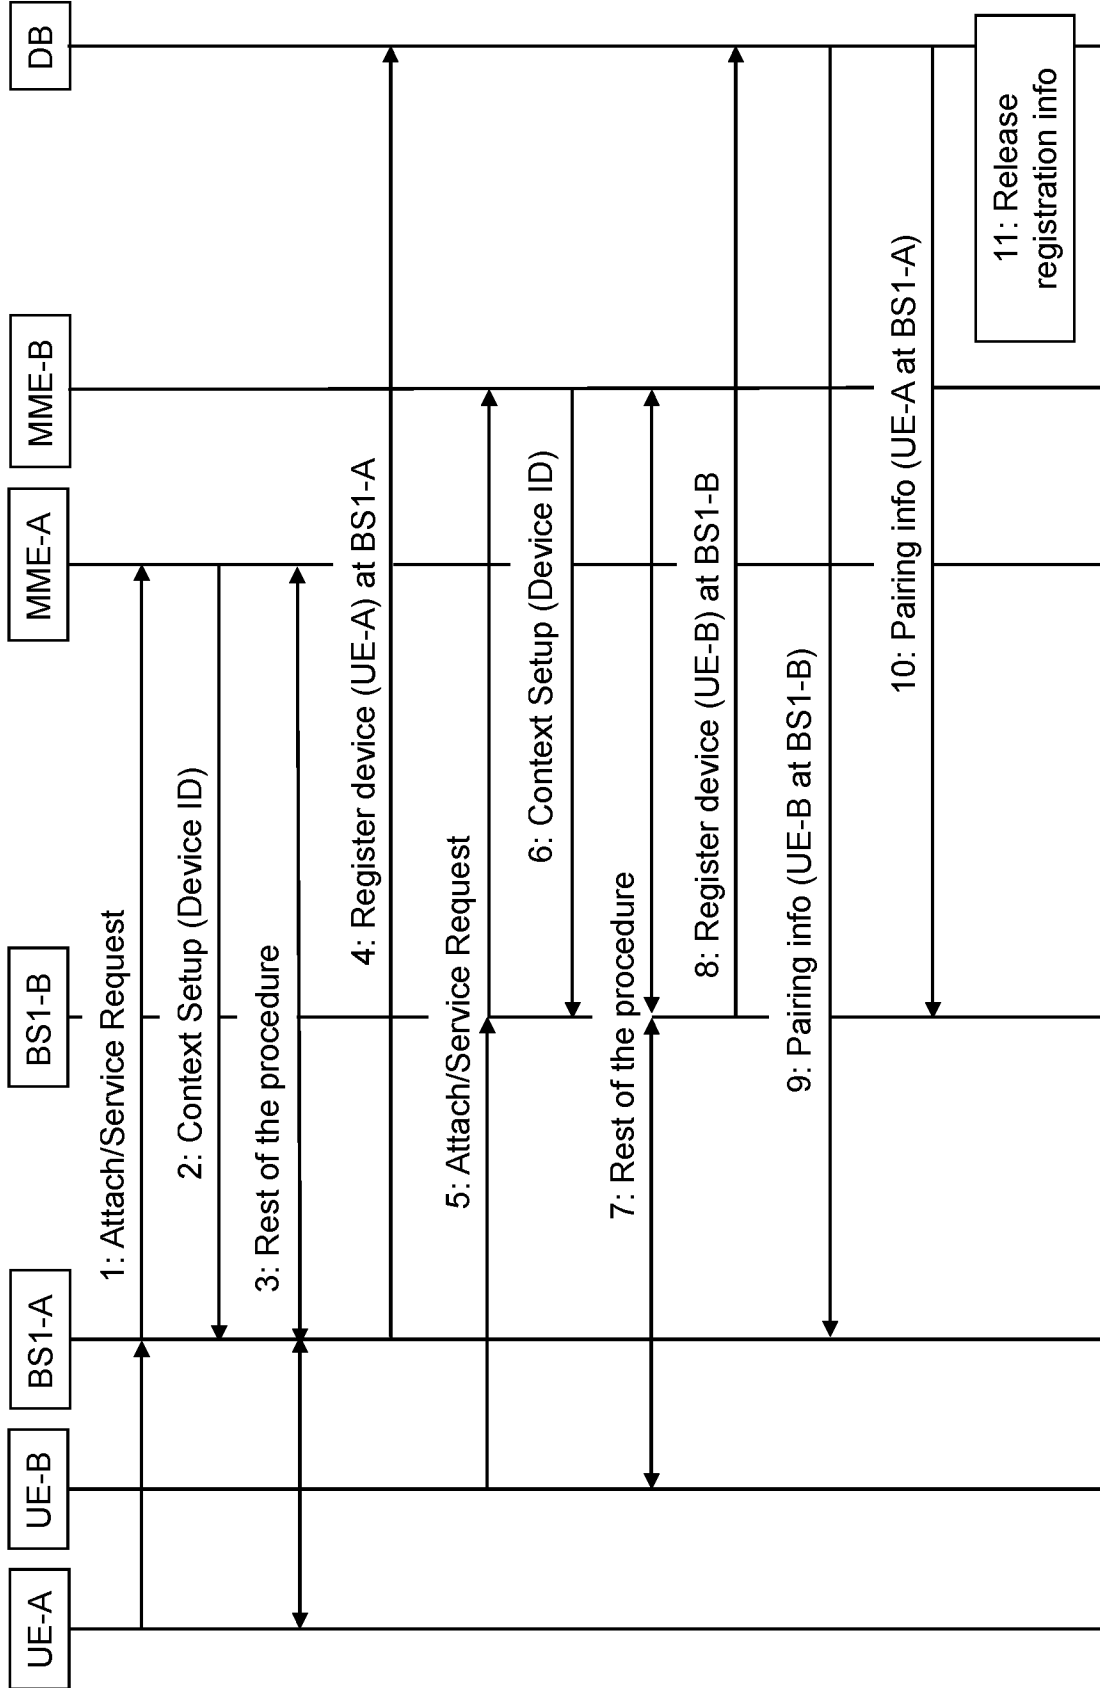 UE-A
UE-B
BS1-A
BS1-B
MME-A
MME-B
DB
1: Attach/Service Request
2: Context Setup (Device ID)
3: Rest of the procedure
4: Register device (UE-A) at BS1-A
5: Attach/Service Request
6: Context Setup (Device ID)
7: Rest of the procedure
8: Register device (UE-B) at BS1-B
9: Pairing info (UE-B at BS1-B)
10: Pairing info (UE-A at BS1-A)
11: Release
registration info